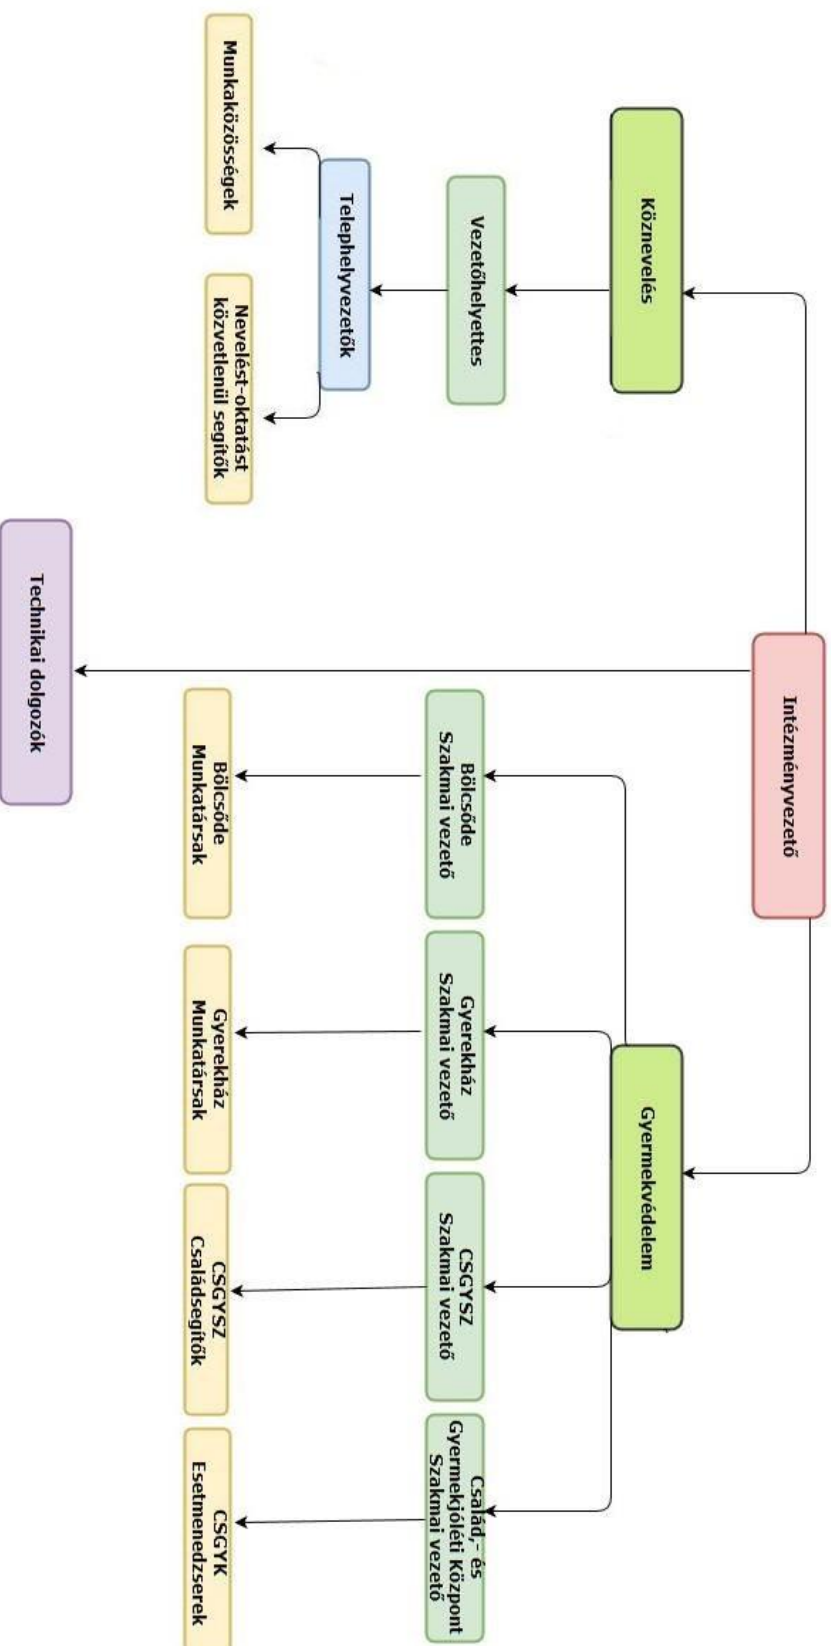 Intézményvezető
Köznevelés
Gyermekvédelem
Vezetőhelyettes
Bölcsőde
Szakmai vezető
Gyerekház
Szakmai vezető
CSGYSZ
Szakmai vezető
Család,- és
Gyermekjóléti Központ
Szakmai vezető
Telephelyvezetők
Munkaközösségek
Nevelést-oktatást
közvetlenül segítők
Bölcsőde
Munkatársak
Gyerekház
Munkatársak
CSGYSZ
Családsegítők
CSGYK
Esetmenedzserek
Technikai dolgozók